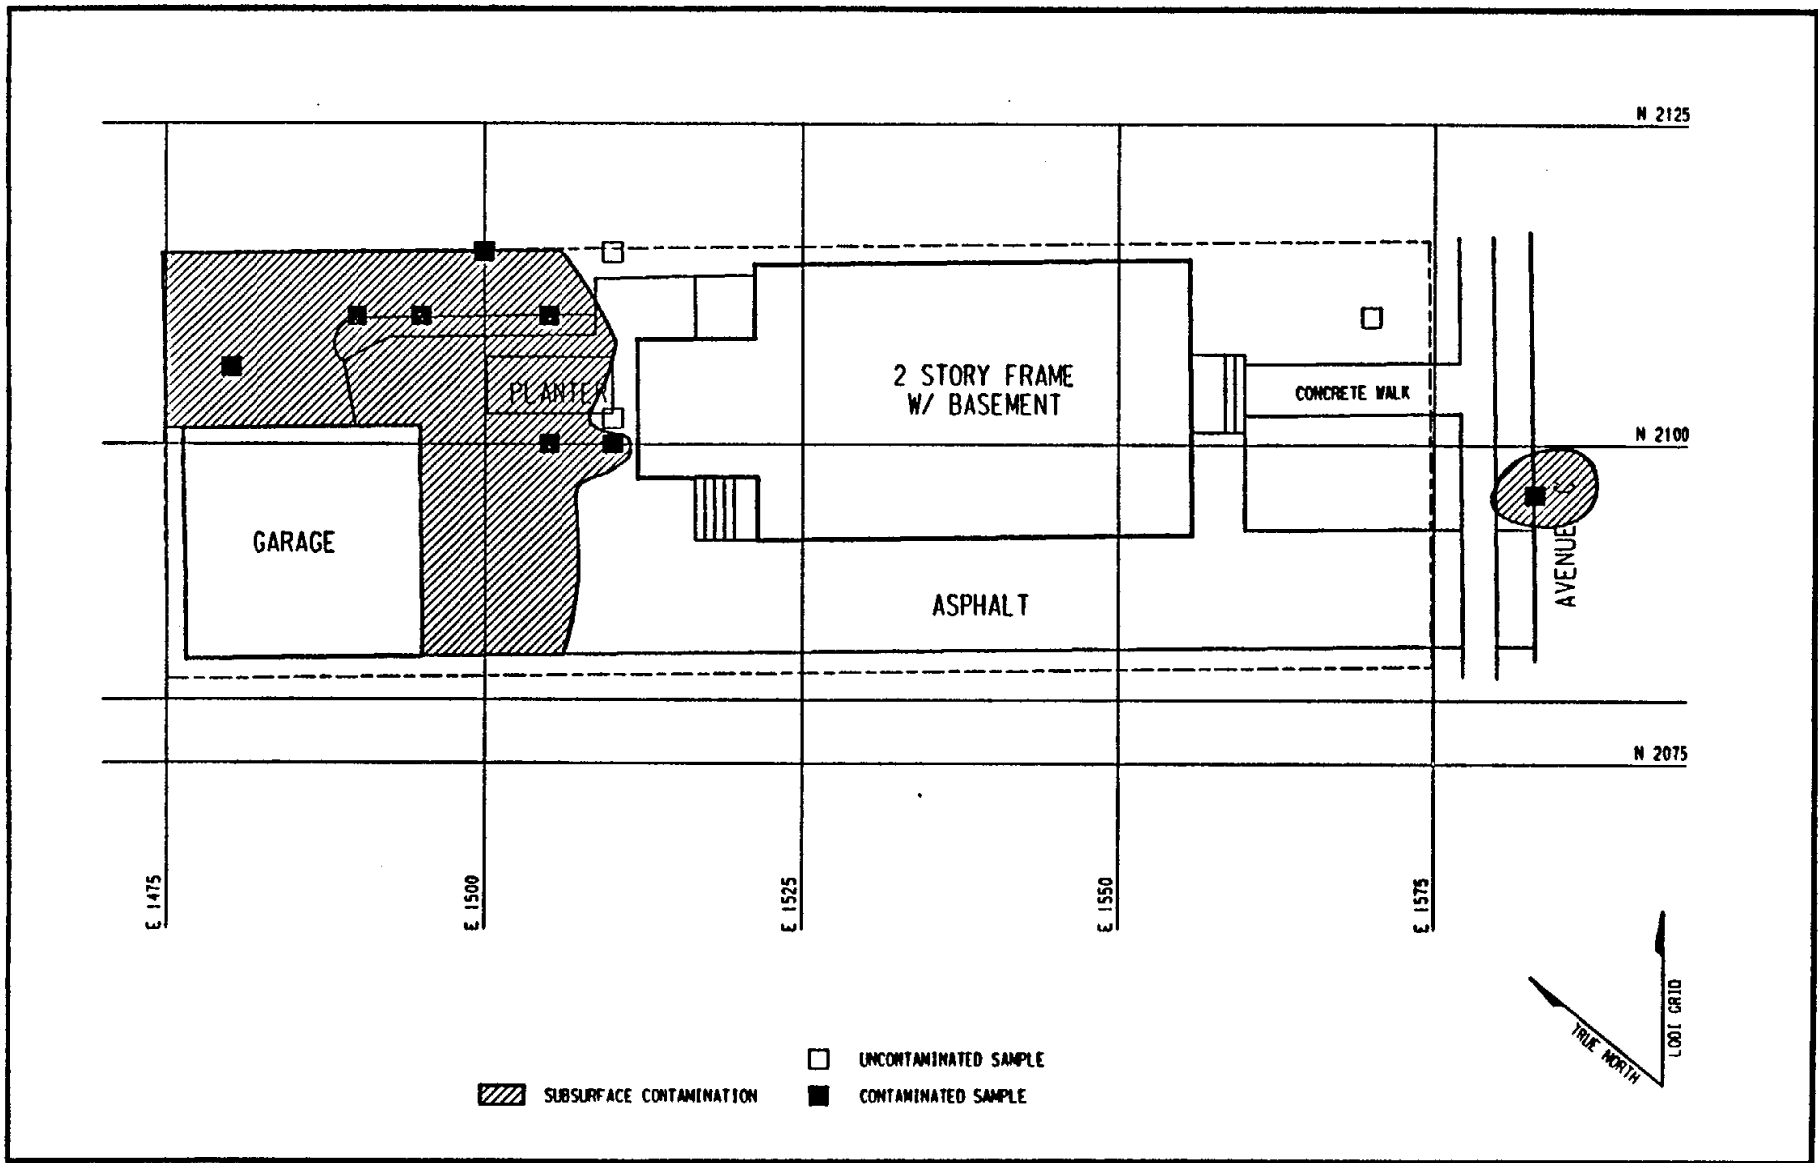 N 2125
2 STORY FRAME
W/ BASEMENT
PLANTER
CONCRETE WALK
N 2100
GARAGE
AVENUE C
ASPHALT
N 2075
E 1475
E 1500
E 1525
E 1550
E 1575
TRUE NORTH
LODI GRID
UNCONTAMINATED SAMPLE
SUBSURFACE CONTAMINATION
CONTAMINATED SAMPLE